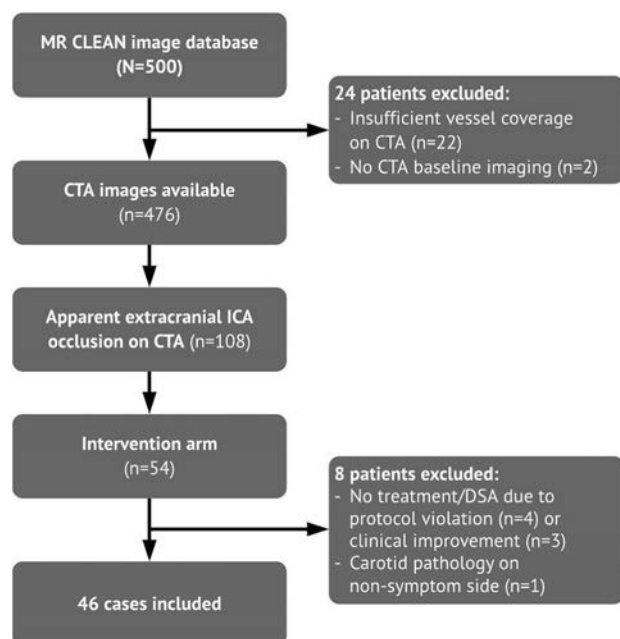 MR CLEAN image database
(N=500)
24 patients excluded:
- Insufficient vessel coverage
on CTA (n=22)
- No CTA baseline imaging (n=2)
CTA images available
(n=476)
Apparent extracranial ICA
occlusion on CTA (n=108)
Intervention arm
(n=54)
8 patients excluded:
- No treatment/DSA due to
protocol violation (n=4) or
clinical improvement (n=3)
- Carotid pathology on
non-symptom side (n=1)
46 cases included